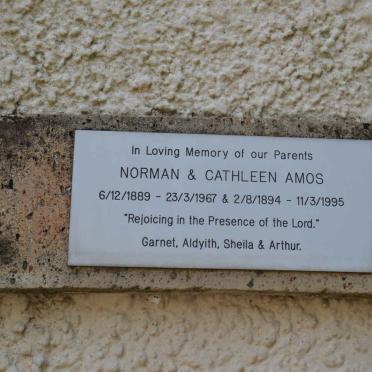 In Loving Memory of our Parents
NORMAN & CATHLEEN AMOS
6/12/1889 - 23/3/1967 & 2/8/1894 - 11/3/1995
"Rejoicing in the Presence of the Lord."
Garnet, Aldyith, Sheila & Arthur.